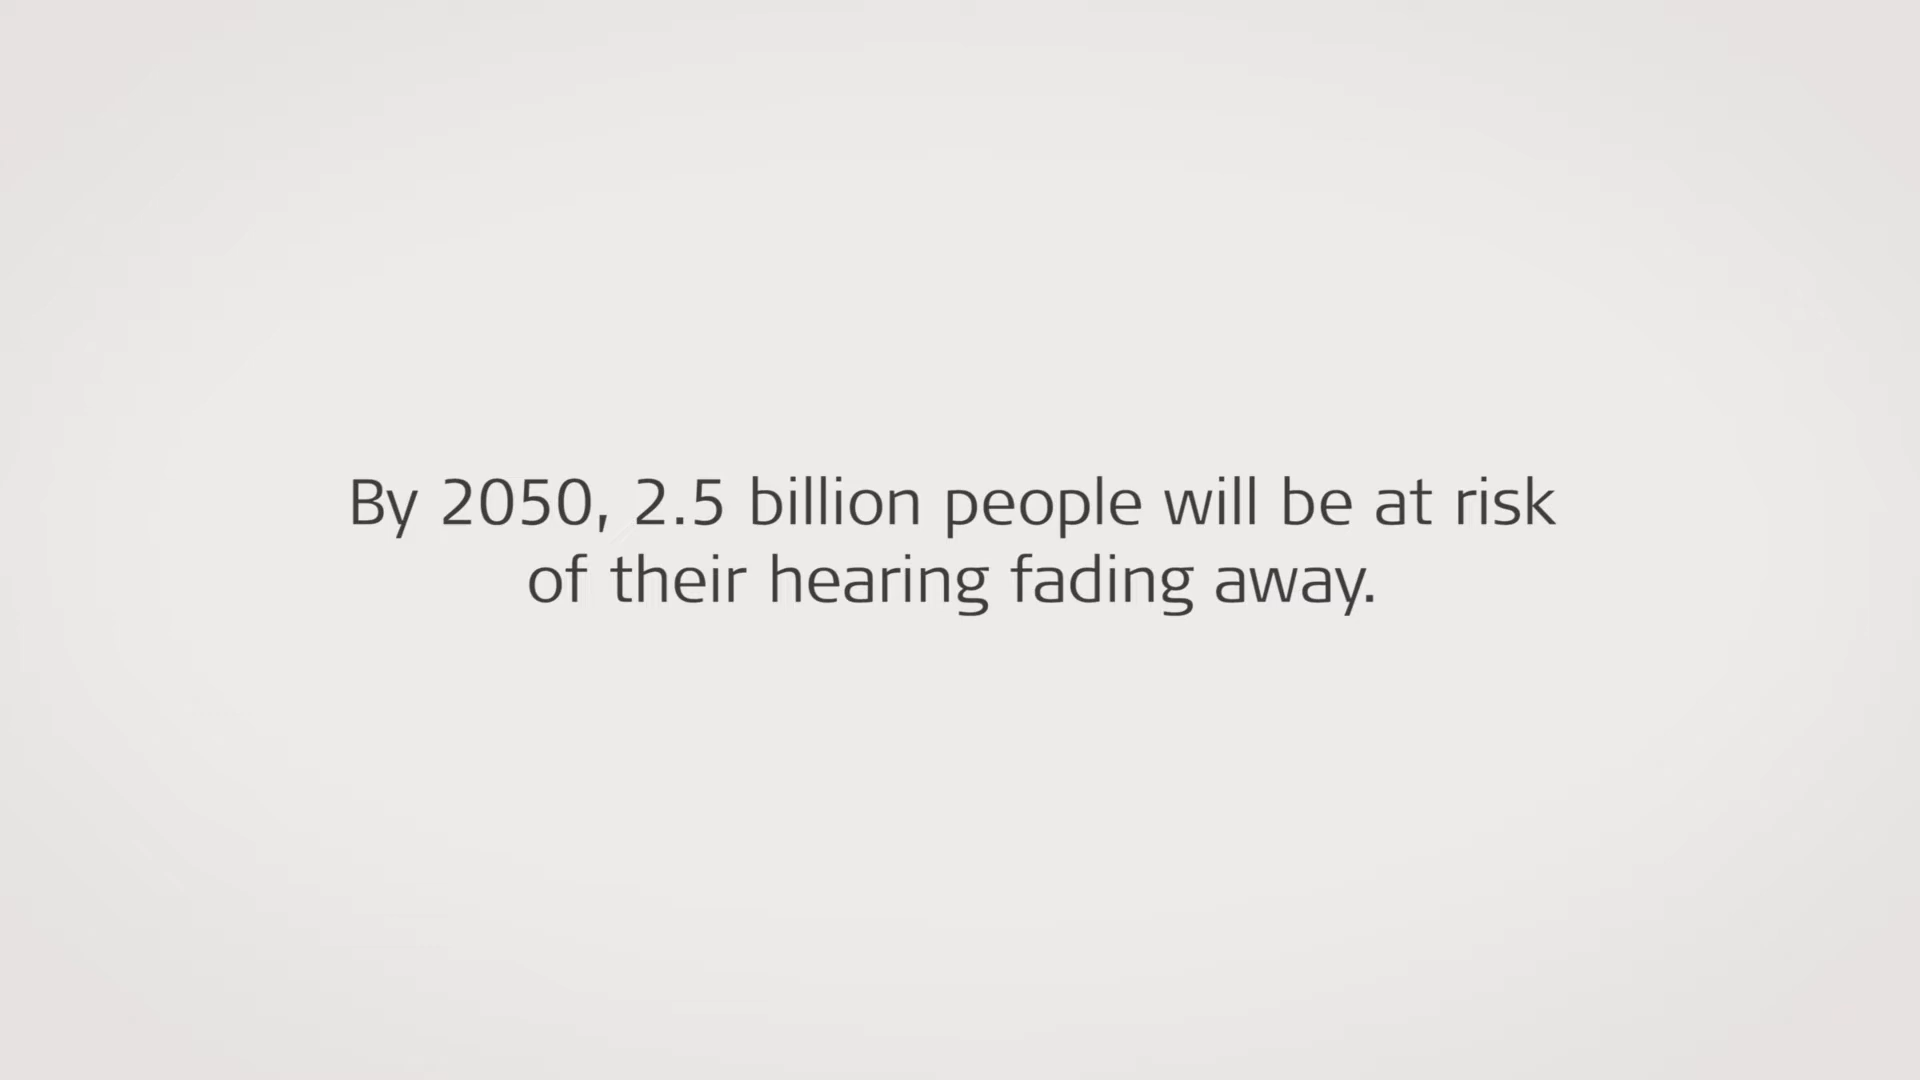 By 2050, 2.5 billion people will be at risk
of their hearing fading away.